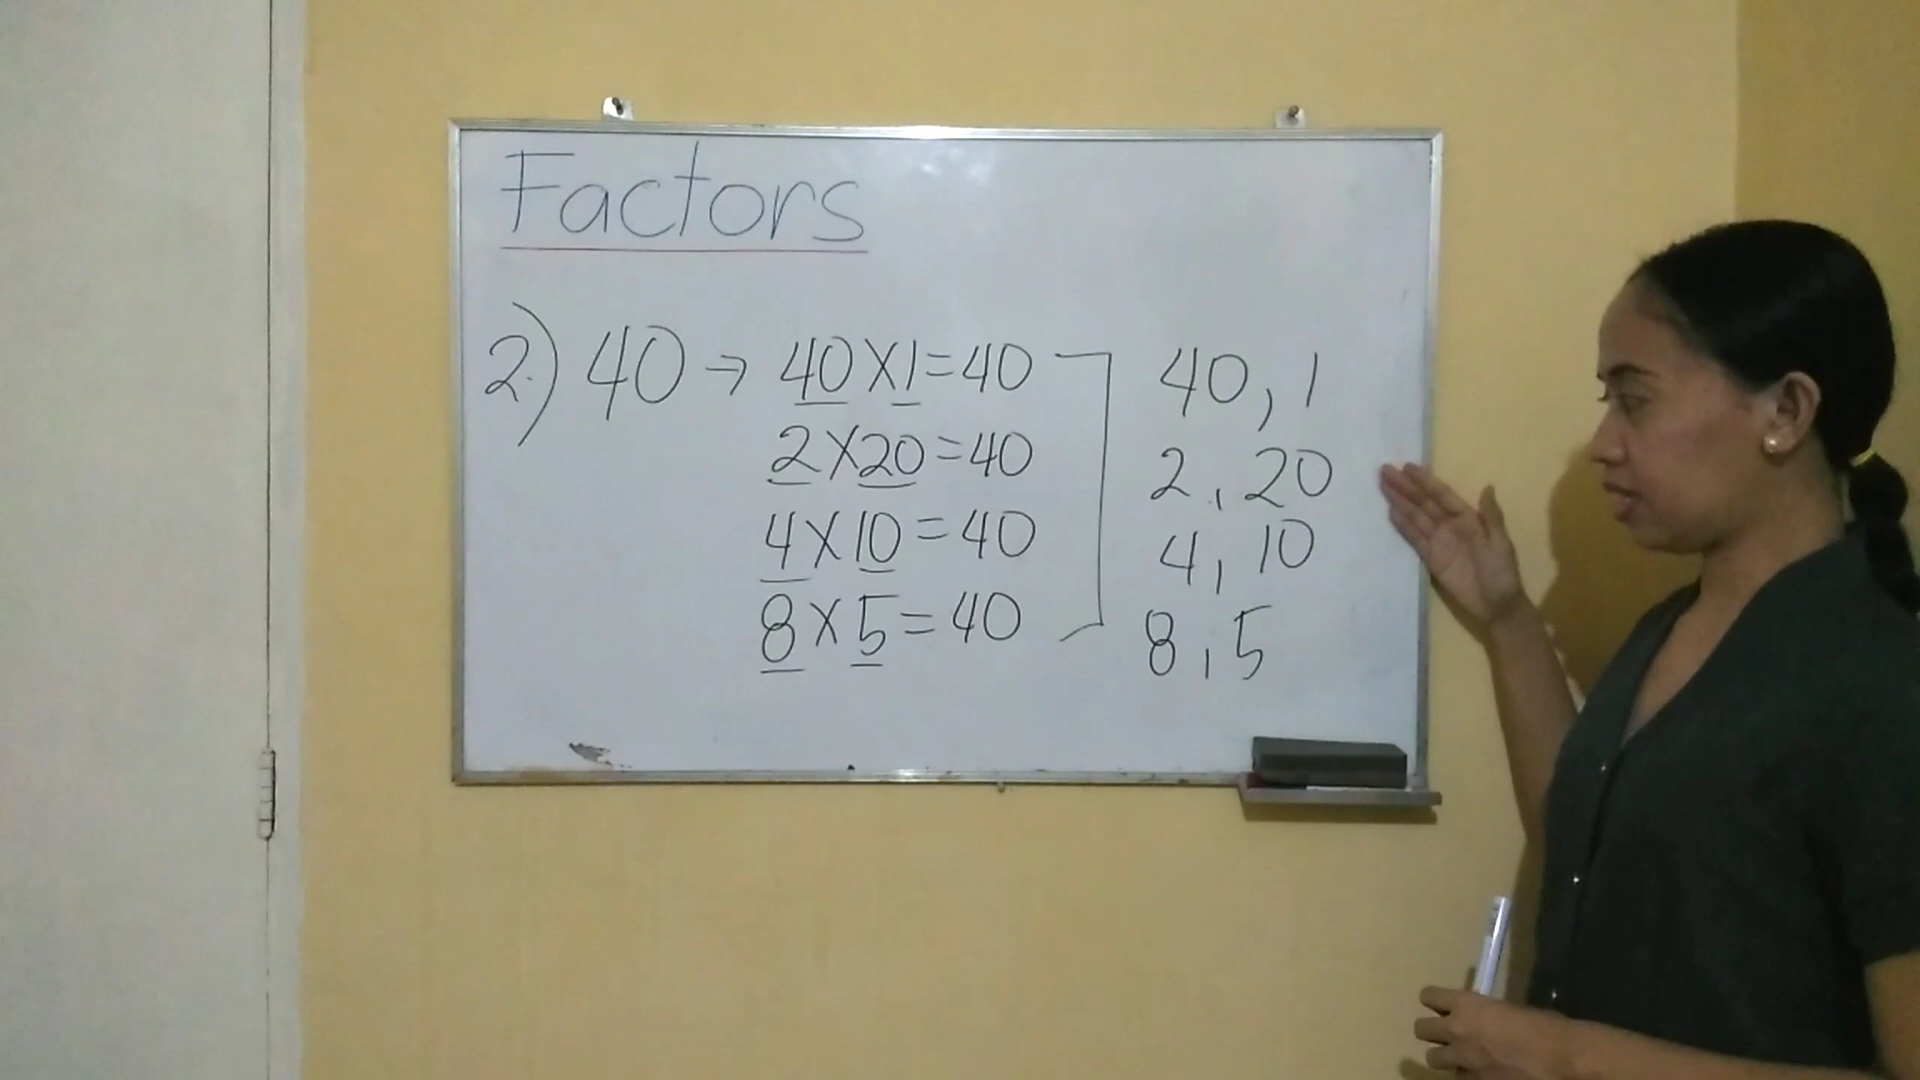 Factors
2.) 40 → 40 X 1 = 40
2 X 20 = 40
4 X 10 = 40
8 X 5 = 40
40, 1
2, 20
4, 10
8, 5